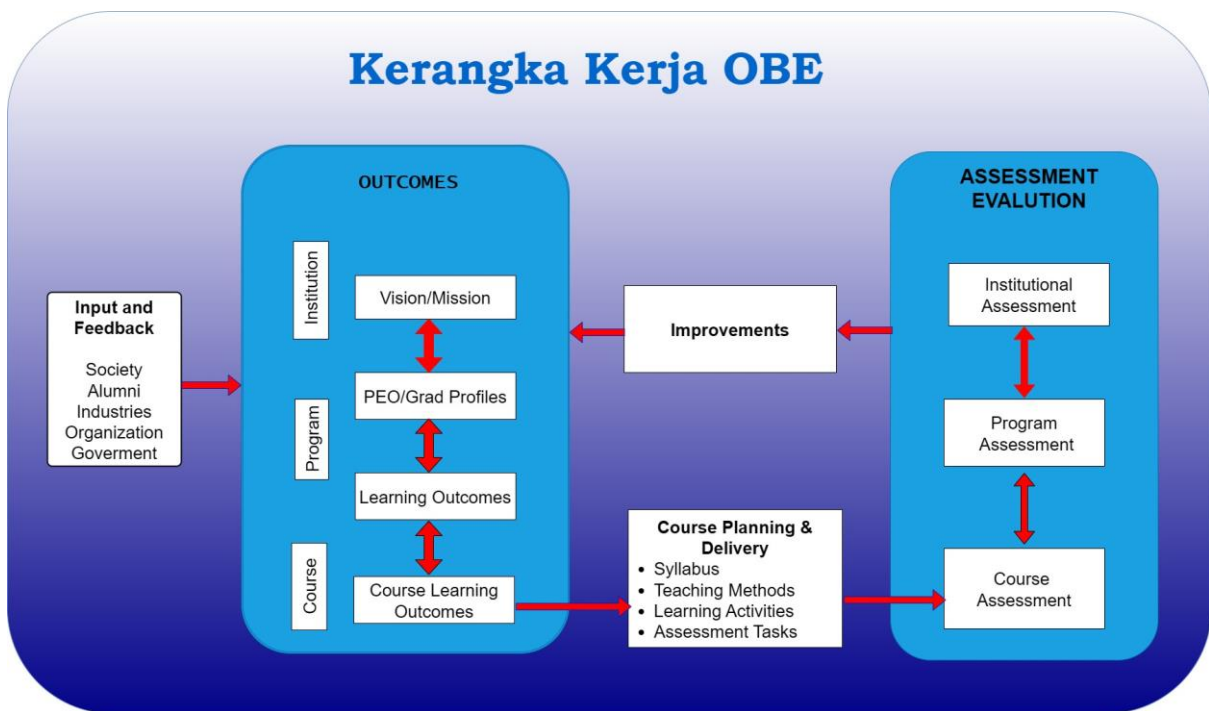 Kerangka Kerja OBE
Input and
Feedback
Society
Alumni
Industries
Organization
Goverment
OUTCOMES
Institution
Program
Course
Vision/Mission
PEO/Grad Profiles
Learning Outcomes
Course Learning
Outcomes
Improvements
Course Planning &
Delivery
• Syllabus
• Teaching Methods
• Learning Activities
• Assessment Tasks
ASSESSMENT
EVALUTION
Institutional
Assessment
Program
Assessment
Course
Assessment